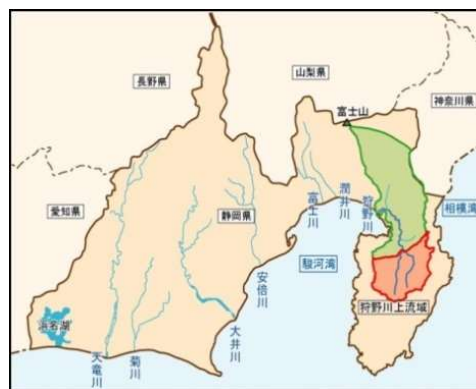 長野県
山梨県
神奈川県
富士山
愛知県
静岡県
富士川
潤井川
狩野川
相模湾
駿河湾
安倍川
狩野川上流域
浜名湖
大井川
天竜川
菊川